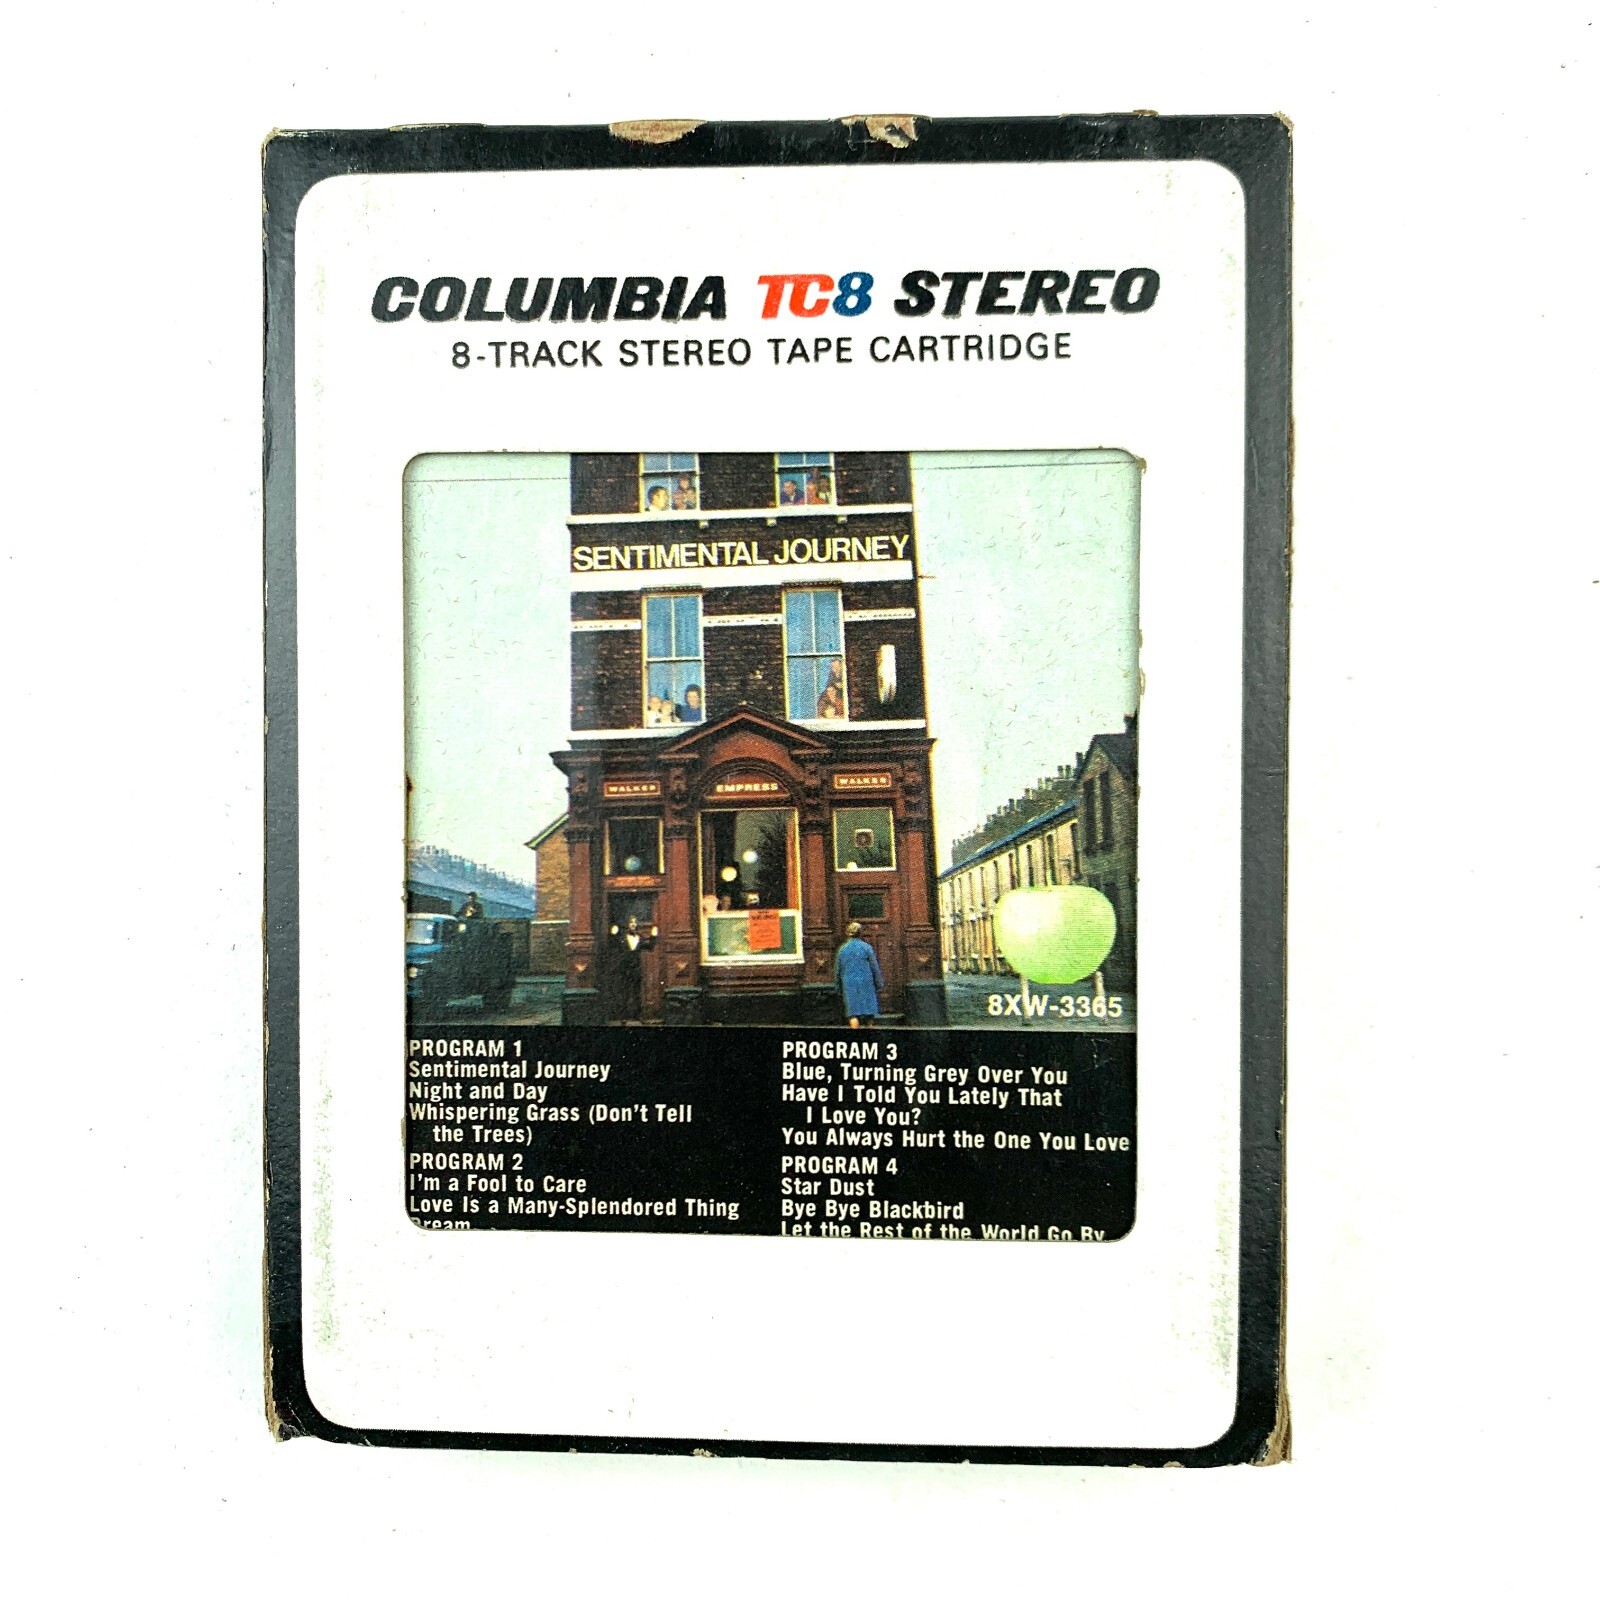 COLUMBIA TC8 STEREO
8-TRACK STEREO TAPE CARTRIDGE
SENTIMENTAL JOURNEY
WALKER
EMPRESS
WALKER
8XW-3365
PROGRAM 1
Sentimental Journey
Night and Day
Whispering Grass (Don't Tell
the Trees)
PROGRAM 2
I'm a Fool to Care
Love Is a Many-Splendored Thing
Dream
PROGRAM 3
Blue, Turning Grey Over You
Have I Told You Lately That
I Love You?
You Always Hurt the One You Love
PROGRAM 4
Star Dust
Bye Bye Blackbird
Let the Rest of the World Go By